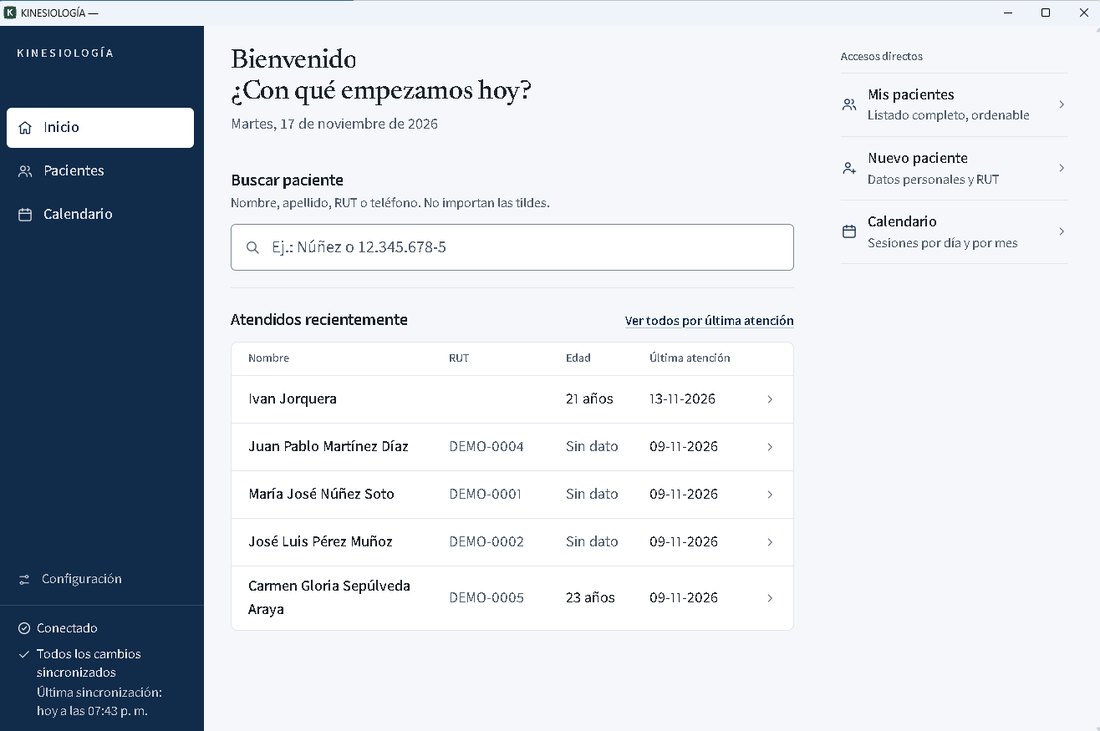 K KINESIOLOGÍA —
KINESIOLOGÍA
Inicio
Pacientes
Calendario
Configuración
Conectado
Todos los cambios
sincronizados
Última sincronización:
hoy a las 07:43 p. m.
Bienvenido
¿Con qué empezamos hoy?
Martes, 17 de noviembre de 2026
Buscar paciente
Nombre, apellido, RUT o teléfono. No importan las tildes.
Ej.: Núñez o 12.345.678-5
Atendidos recientemente
Ver todos por última atención
Nombre RUT Edad Última atención
Ivan Jorquera 21 años 13-11-2026
Juan Pablo Martínez Díaz DEMO-0004 Sin dato 09-11-2026
María José Núñez Soto DEMO-0001 Sin dato 09-11-2026
José Luis Pérez Muñoz DEMO-0002 Sin dato 09-11-2026
Carmen Gloria Sepúlveda
Araya DEMO-0005 23 años 09-11-2026
Accesos directos
Mis pacientes
Listado completo, ordenable
Nuevo paciente
Datos personales y RUT
Calendario
Sesiones por día y por mes